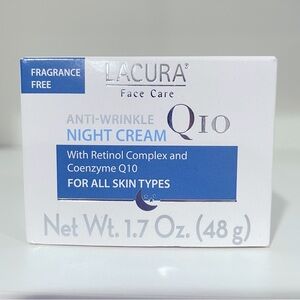 FRAGRANCE
FREE
LACURA®
Face Care
ANTI-WRINKLE
NIGHT CREAM
Q10
With Retinol Complex and
Coenzyme Q10
FOR ALL SKIN TYPES
Net Wt. 1.7 Oz. (48 g)